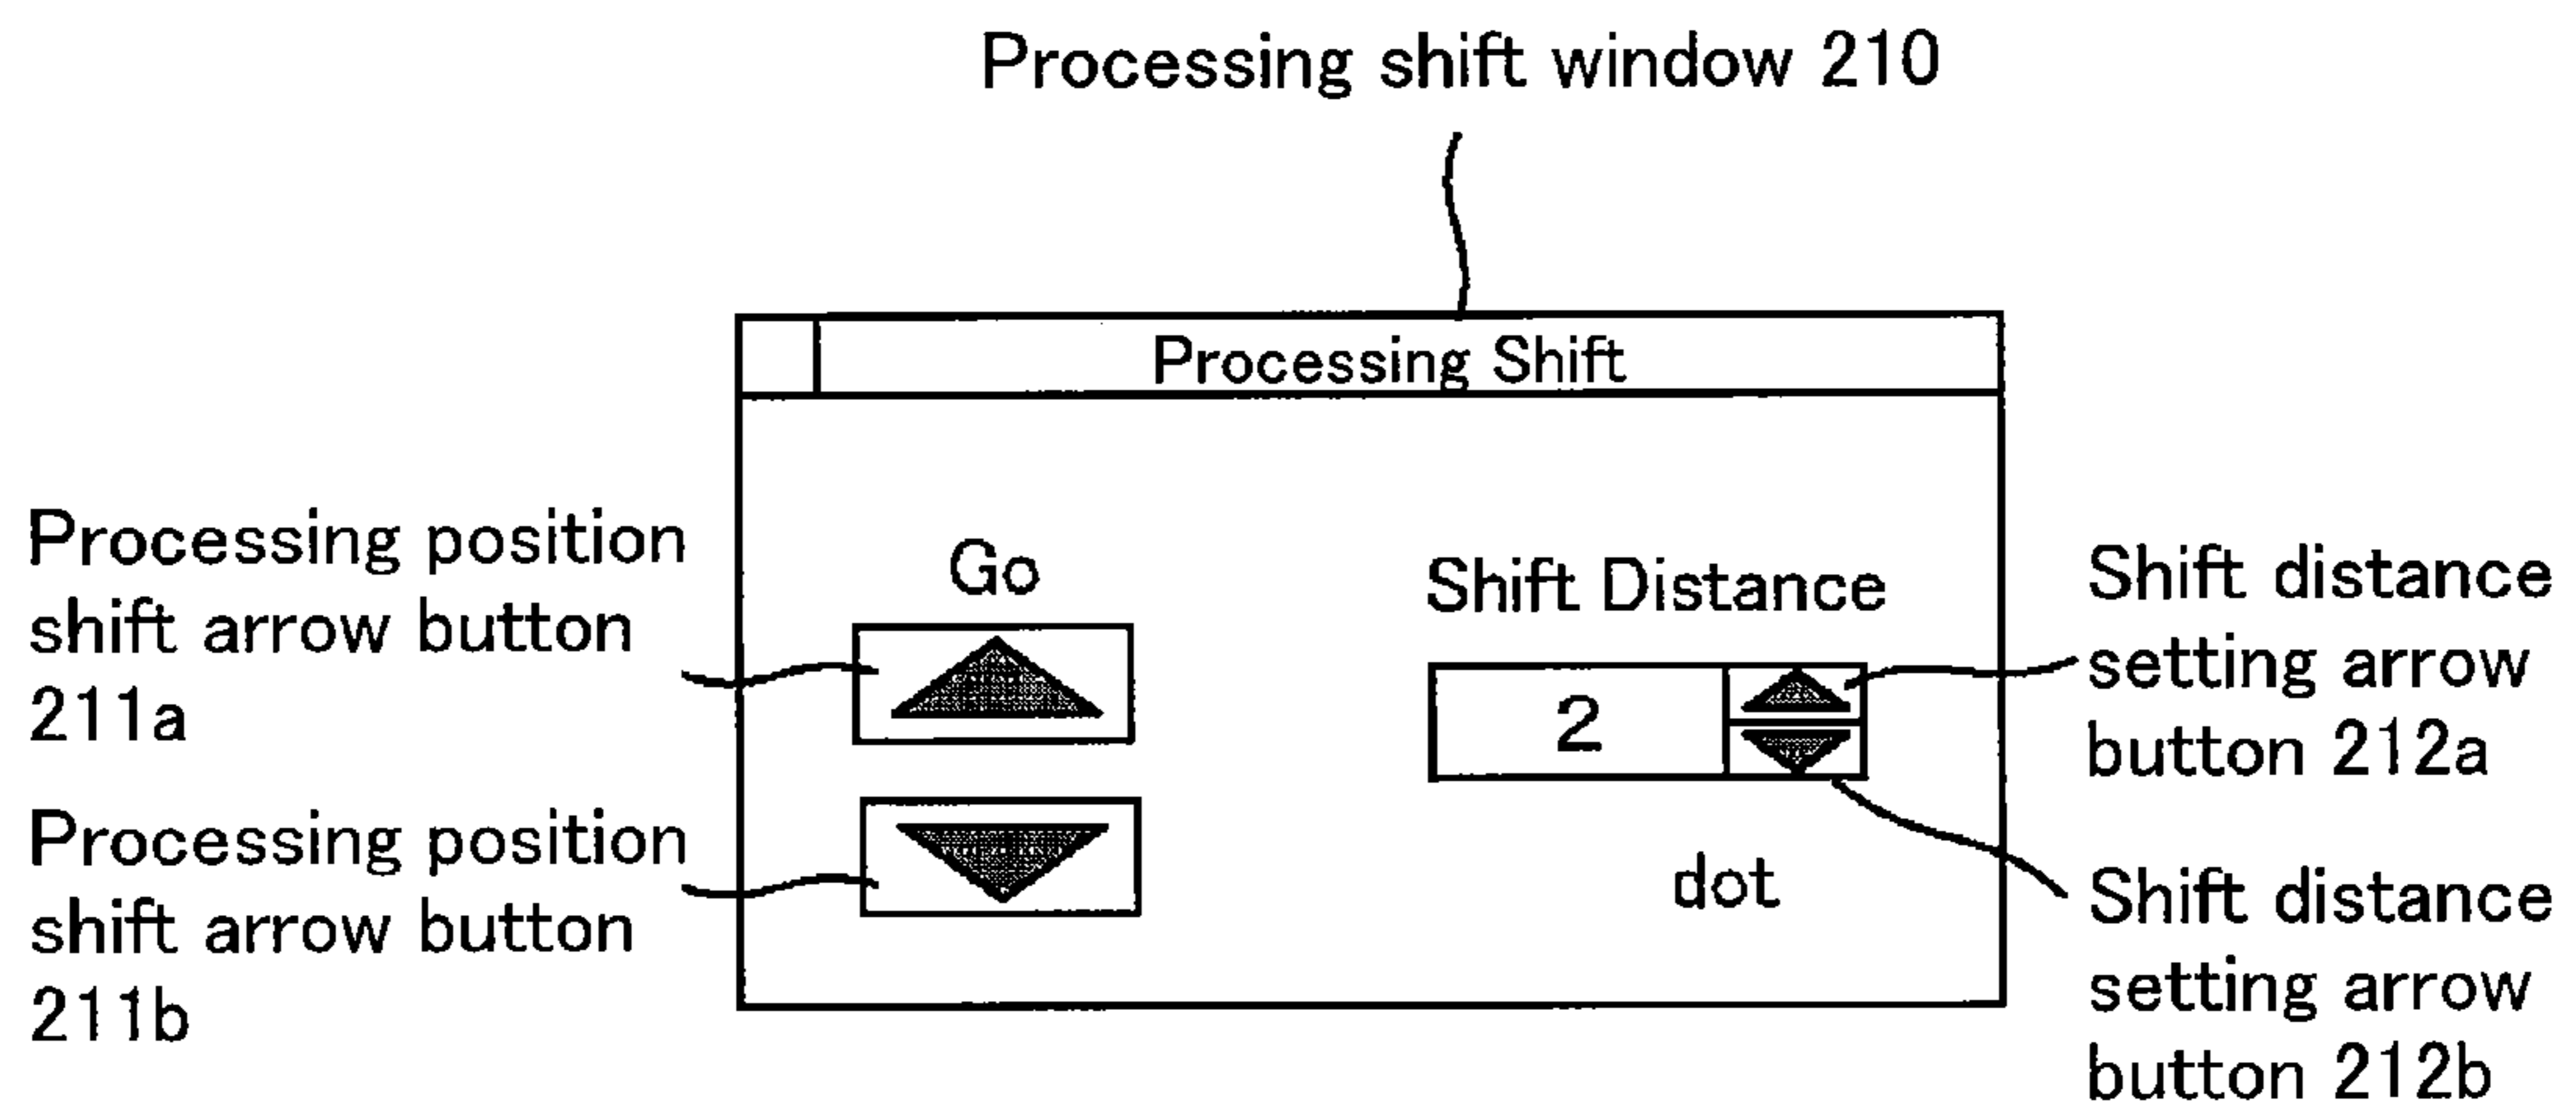 Processing shift window 210
Processing Shift
Processing position
shift arrow button
211a
Processing position
shift arrow button
211b
Go
Shift Distance
2
dot
Shift distance
setting arrow
button 212a
Shift distance
setting arrow
button 212b